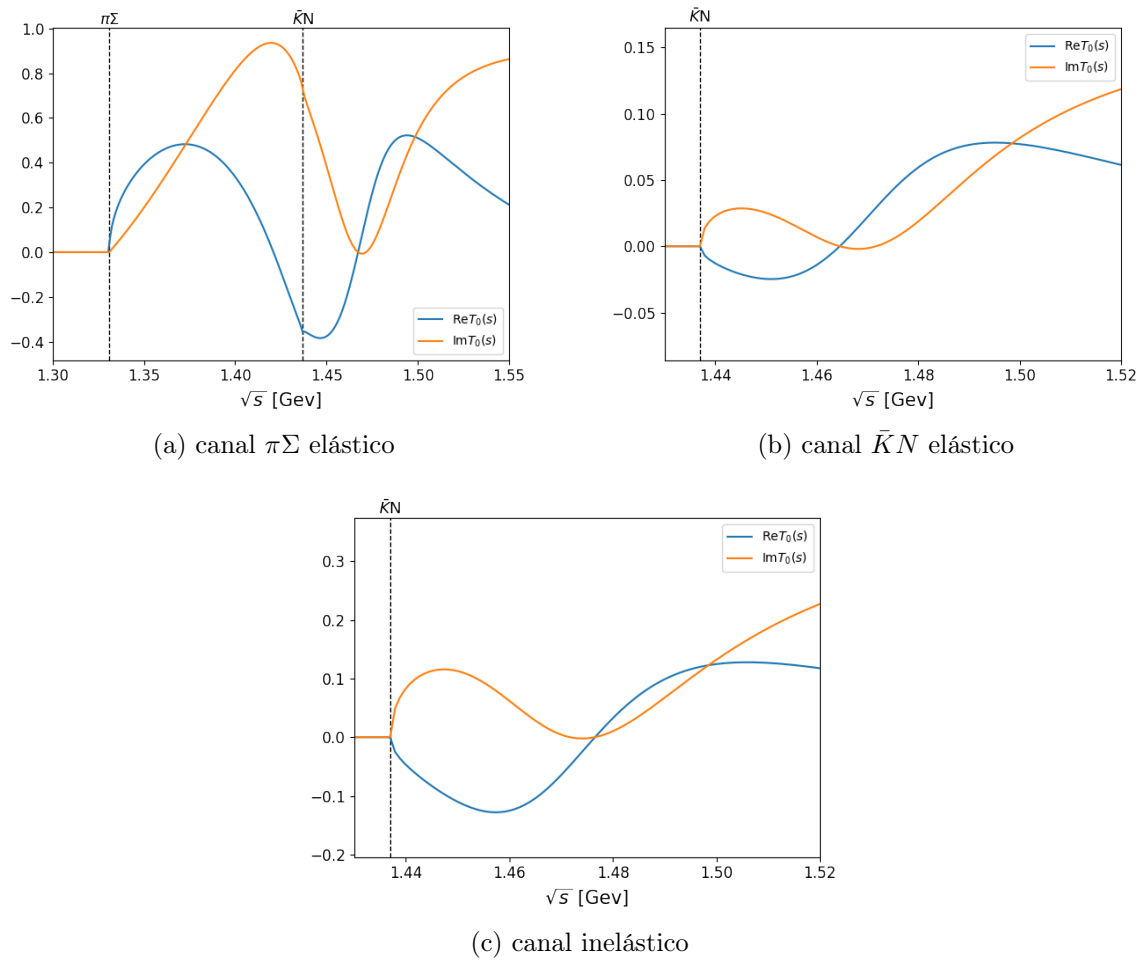 πΣ K̄N
1.0
0.8
0.6
0.4
0.2
0.0
−0.2
−0.4
ReT₀(s)
ImT₀(s)
1.30 1.35 1.40 1.45 1.50 1.55
√s [Gev]
(a) canal πΣ elástico
K̄N
0.15
0.10
0.05
0.00
−0.05
ReT₀(s)
ImT₀(s)
1.44 1.46 1.48 1.50 1.52
√s [Gev]
(b) canal K̄N elástico
K̄N
0.3
0.2
0.1
0.0
−0.1
−0.2
ReT₀(s)
ImT₀(s)
1.44 1.46 1.48 1.50 1.52
√s [Gev]
(c) canal inelástico